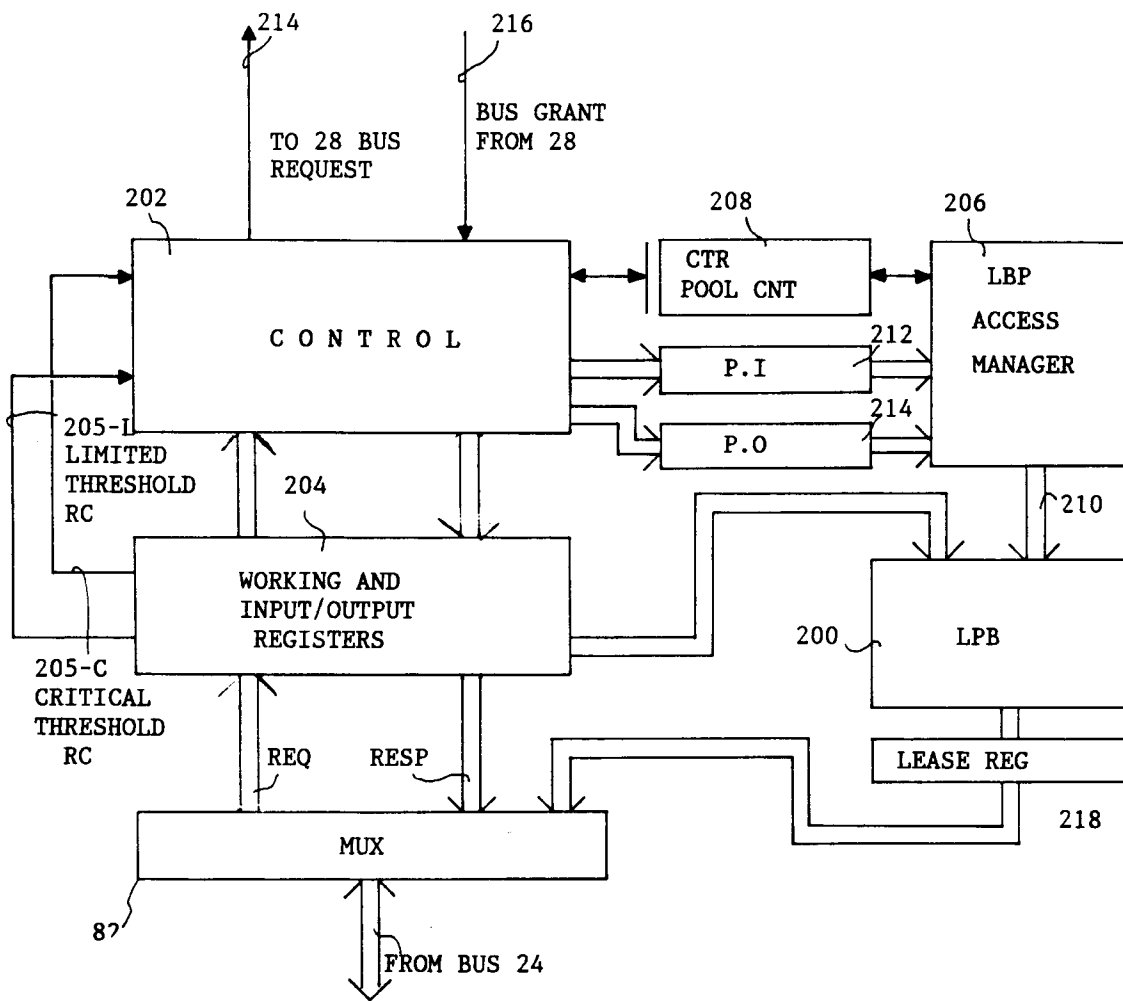 214
216
TO 28 BUS
REQUEST
BUS GRANT
FROM 28
202
208
206
CTR
POOL CNT
LBP
ACCESS
MANAGER
CONTROL
212
P.I
214
P.O
205-L
LIMITED
THRESHOLD
RC
204
210
WORKING AND
INPUT/OUTPUT
REGISTERS
200
LPB
205-C
CRITICAL
THRESHOLD
RC
REQ
RESP
LEASE REG
218
MUX
FROM BUS 24